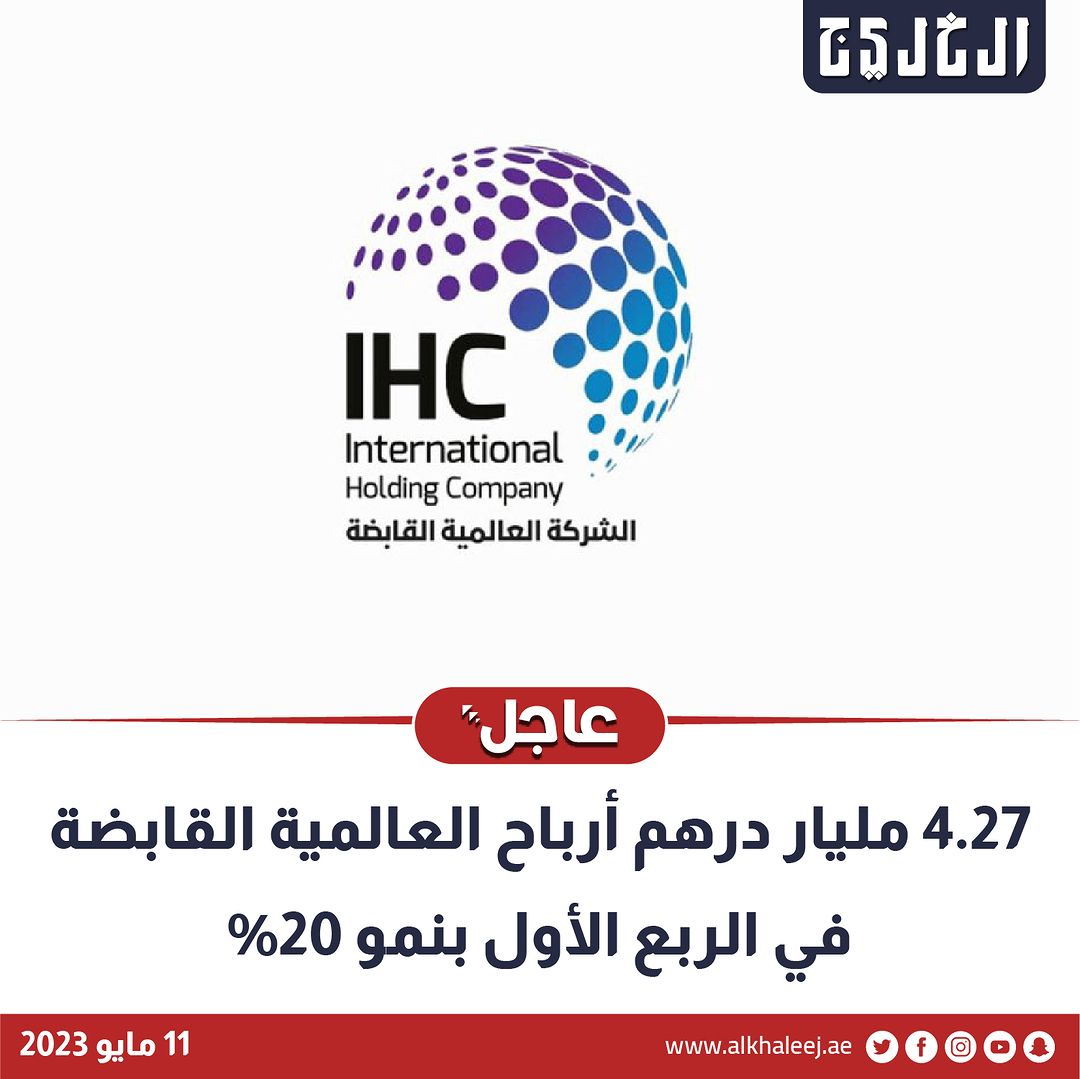 الخليج
IHC
International
Holding Company
الشركة العالمية القابضة
عاجل
4.27 مليار درهم أرباح العالمية القابضة
في الربع الأول بنمو 20%
11 مايو 2023
www.alkhaleej.ae